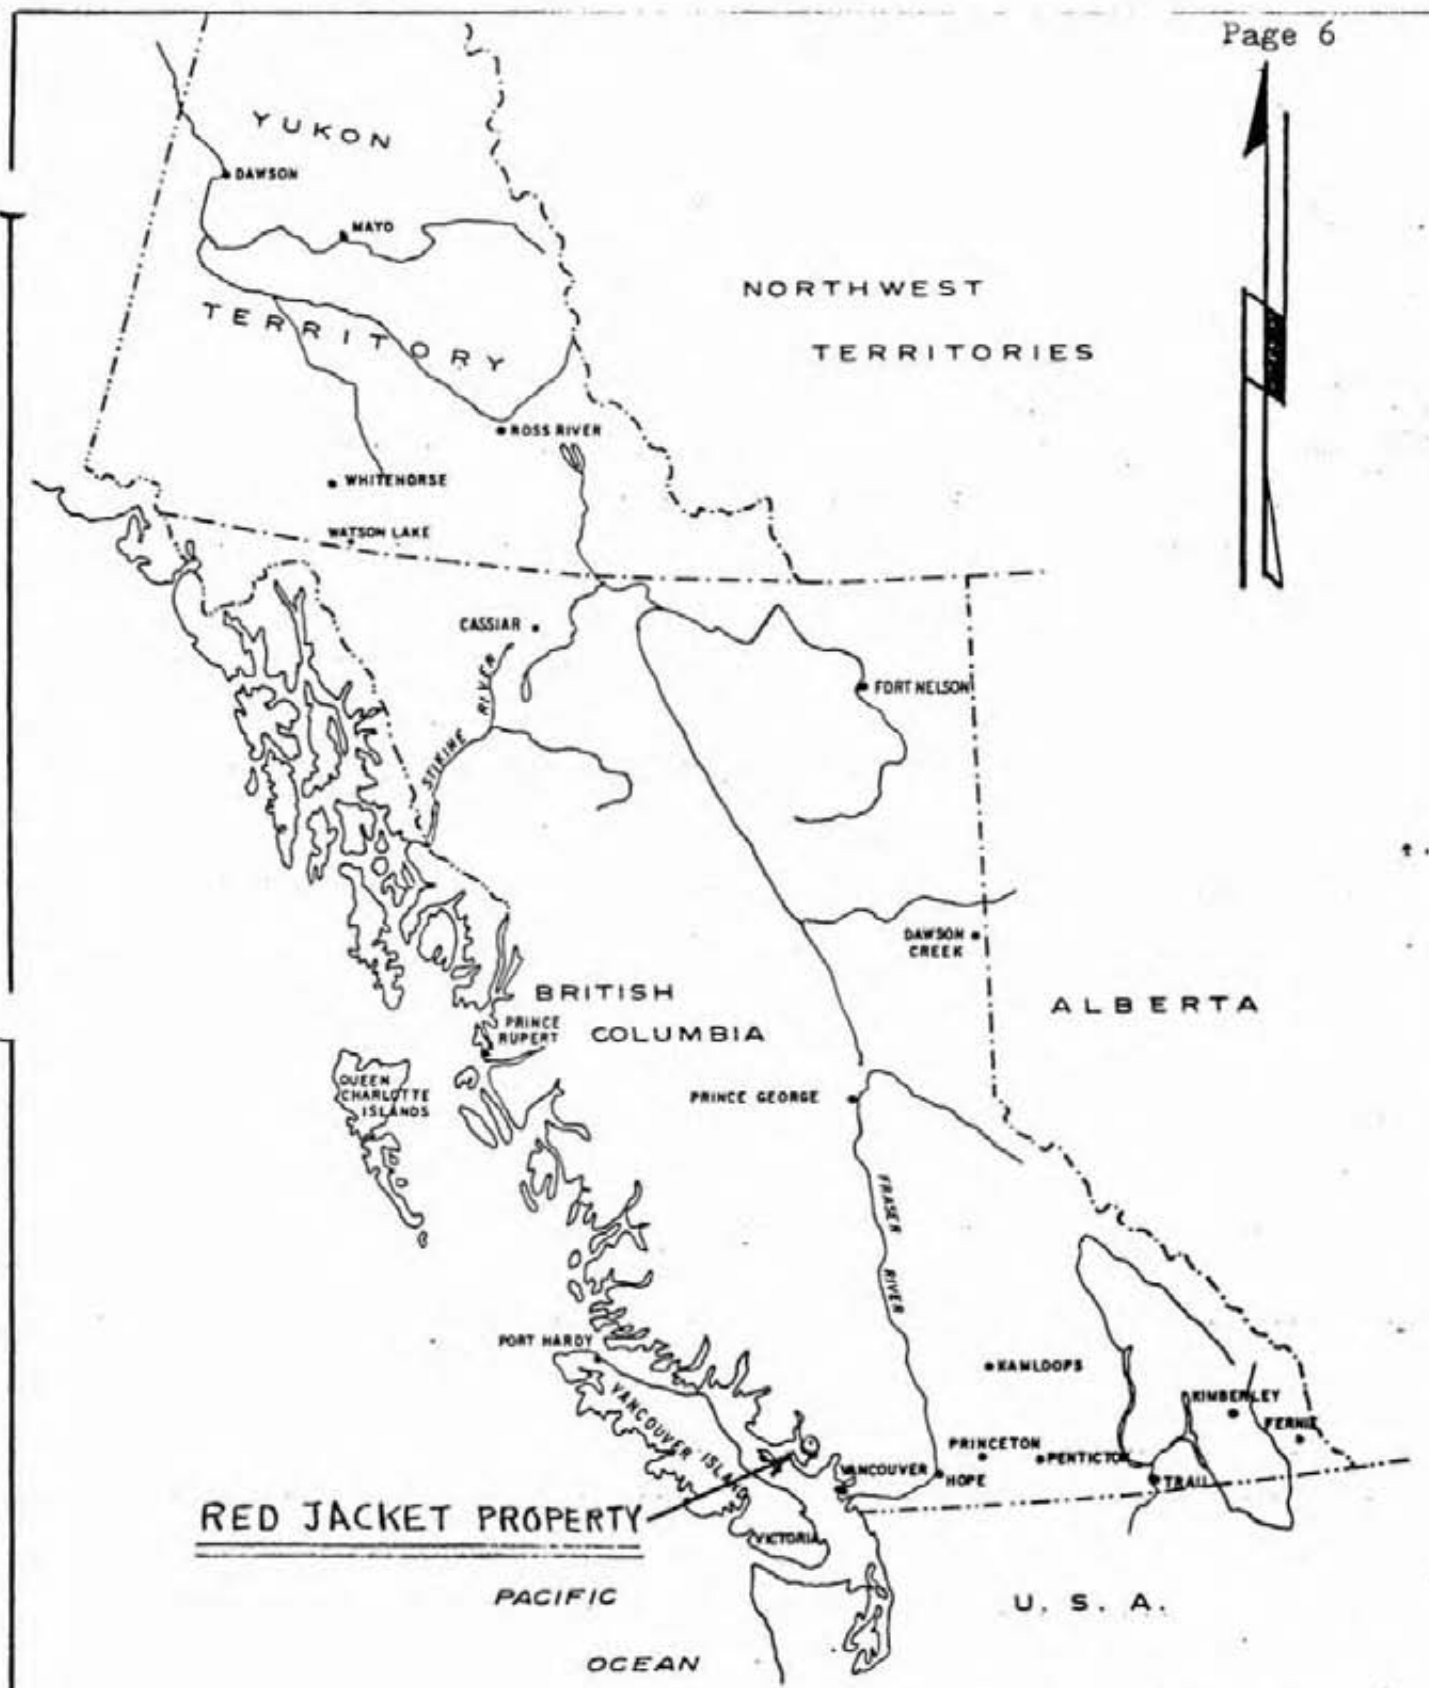 Page 6
YUKON
DAWSON
MAYO
TERRITORY
NORTHWEST
TERRITORIES
ROSS RIVER
WHITEHORSE
WATSON LAKE
CASSIAR
STIKINE RIVER
FORT NELSON
DAWSON
CREEK
BRITISH
COLUMBIA
ALBERTA
PRINCE
RUPERT
QUEEN
CHARLOTTE
ISLANDS
PRINCE GEORGE
FRASER RIVER
PORT HARDY
VANCOUVER ISLAND
KAMLOOPS
KIMBERLEY
FERNIE
PRINCETON
PENTICTON
VANCOUVER
HOPE
TRAIL
RED JACKET PROPERTY
VICTORIA
PACIFIC
OCEAN
U. S. A.